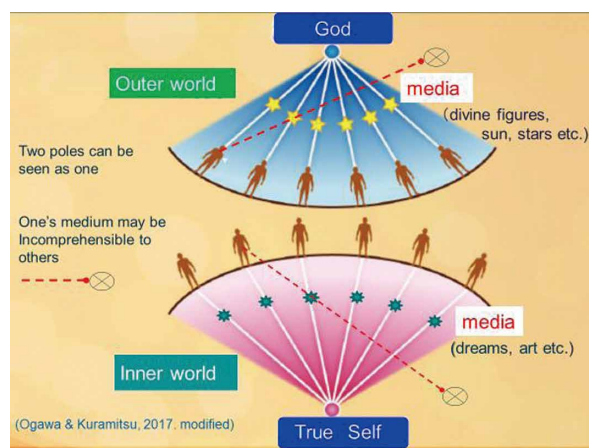 God
Outer world
media
(divine figures,
sun, stars etc.)
Two poles can be
seen as one
One's medium may be
Incomprehensible to
others
media
(dreams, art etc.)
Inner world
(Ogawa & Kuramitsu, 2017. modified)
True Self